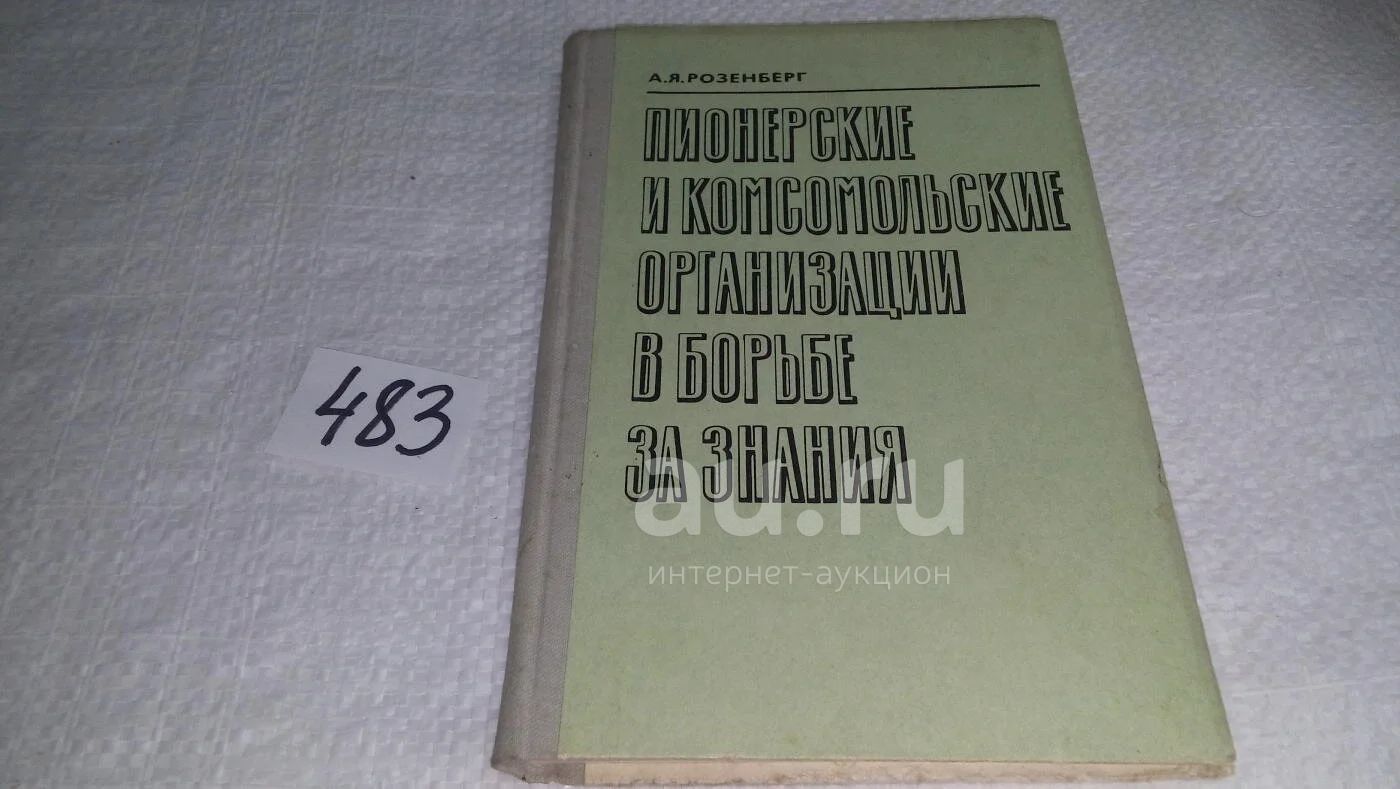 А.Я.РОЗЕНБЕРГ
ПИОНЕРСКИЕ
И КОМСОМОЛЬСКИЕ
ОРГАНИЗАЦИИ
В БОРЬБЕ
ЗА ЗНАНИЯ
483
au.ru
интернет-аукцион